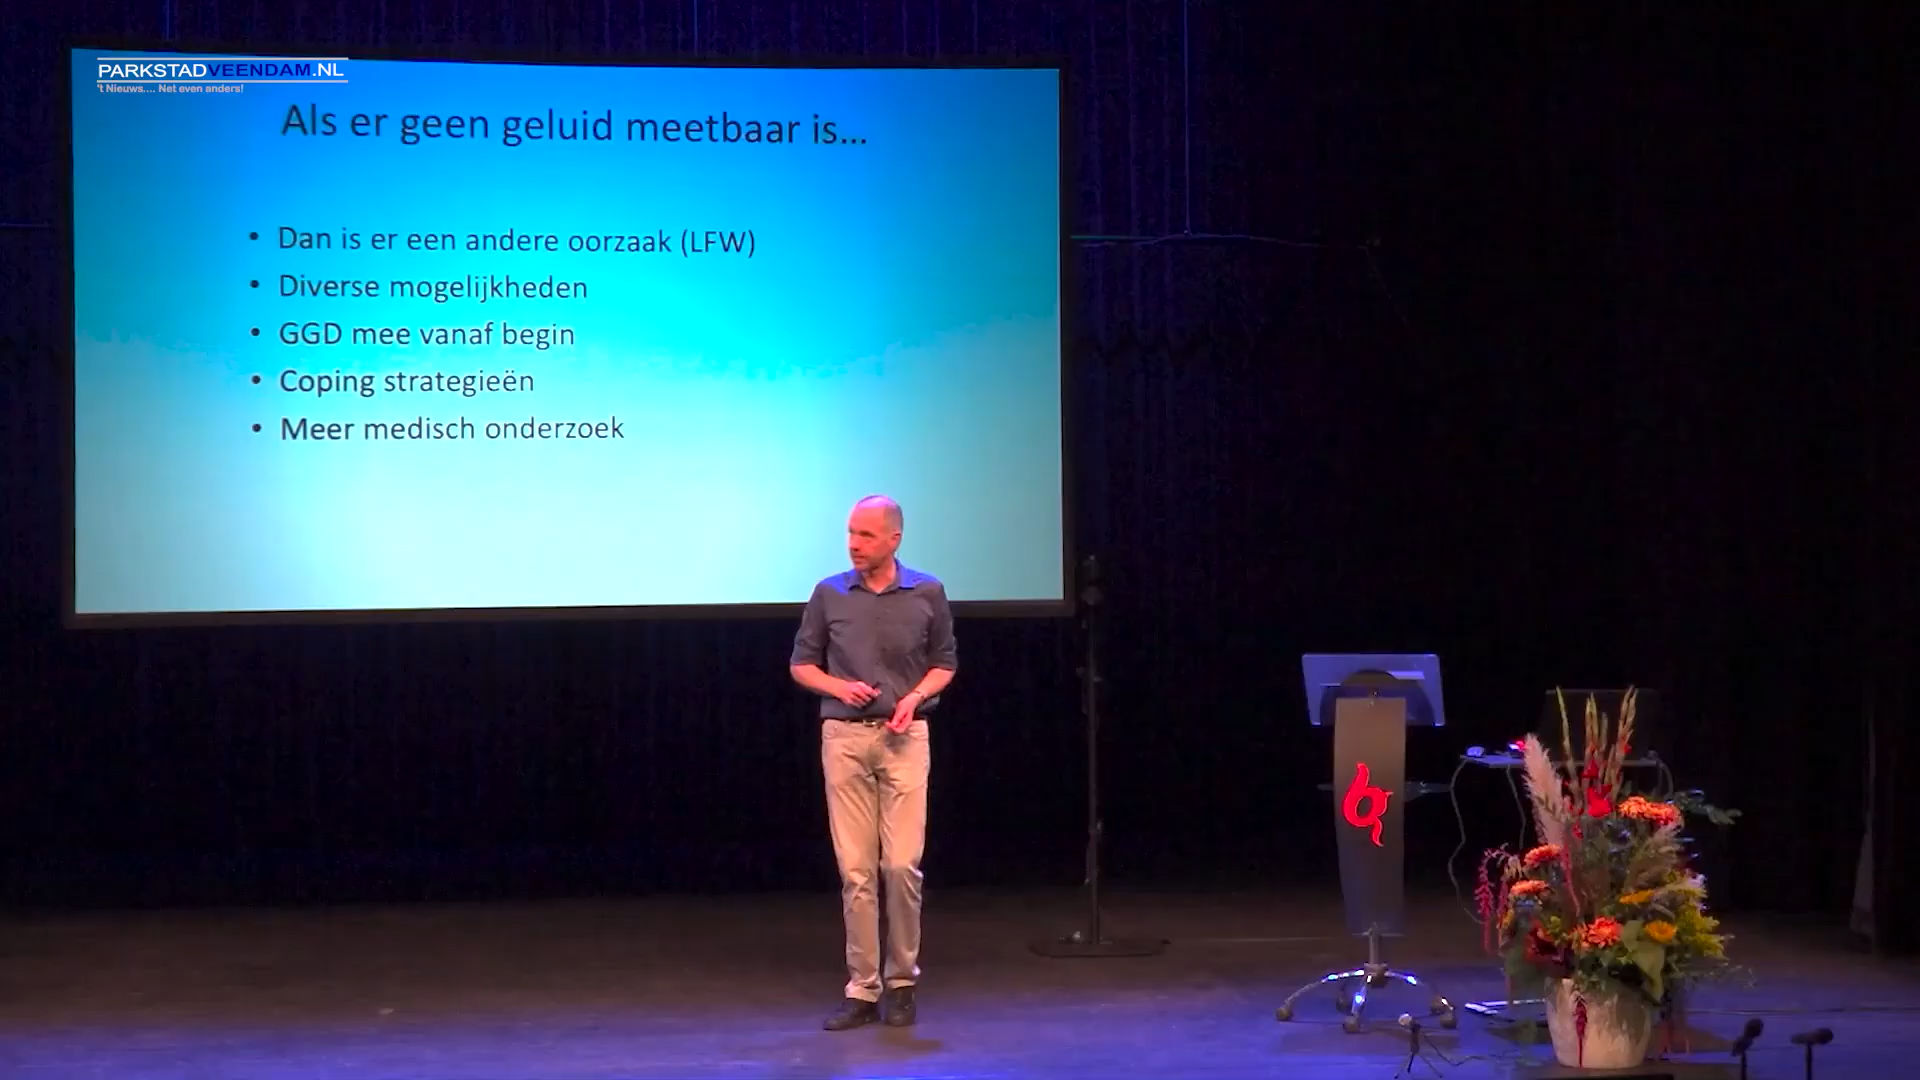 PARKSTADVEENDAM.NL
't Nieuws.... Net even anders!
Als er geen geluid meetbaar is...
• Dan is er een andere oorzaak (LFW)
• Diverse mogelijkheden
• GGD mee vanaf begin
• Coping strategieën
• Meer medisch onderzoek